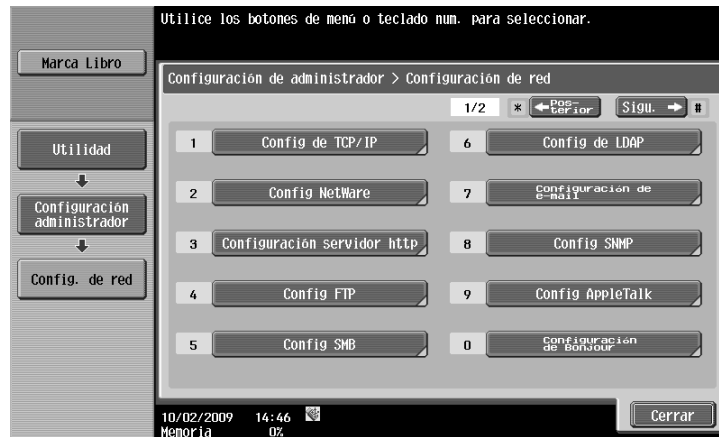 Utilice los botones de menú o teclado num. para seleccionar.
Marca Libro
Configuración de administrador > Configuración de red
1/2 * ←Pos-terior Sigu. → #
Utilidad
Configuración
administrador
Config. de red
1 Config de TCP/IP
2 Config NetWare
3 Configuración servidor http
4 Config FTP
5 Config SMB
6 Config de LDAP
7 Configuración de
e-mail
8 Config SNMP
9 Config AppleTalk
0 Configuración
de Bonjour
10/02/2009 14:46
Memoria 0%
Cerrar